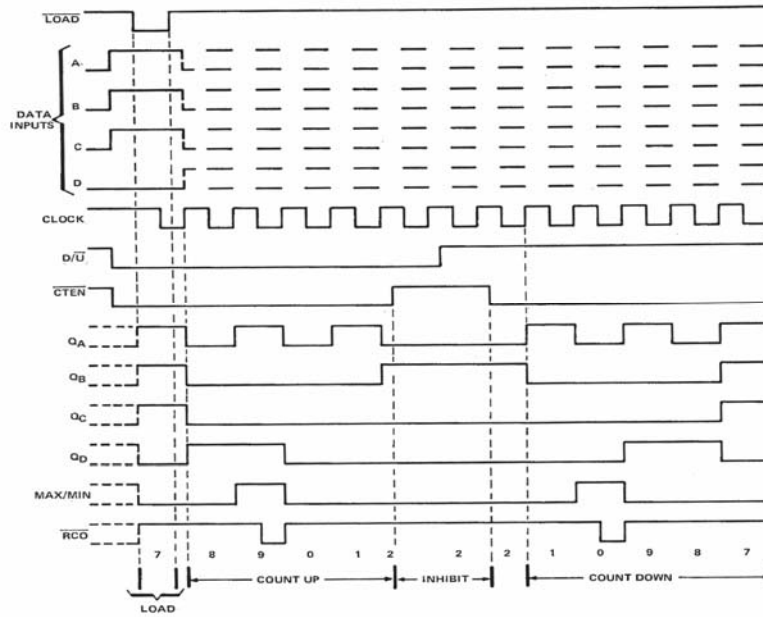 LOAD
A
B
DATA
INPUTS
C
D
CLOCK
D/U
CTEN
QA
QB
QC
QD
MAX/MIN
RCO
7 8 9 0 1 2 2 2 1 0 9 8 7
COUNT UP INHIBIT COUNT DOWN
LOAD